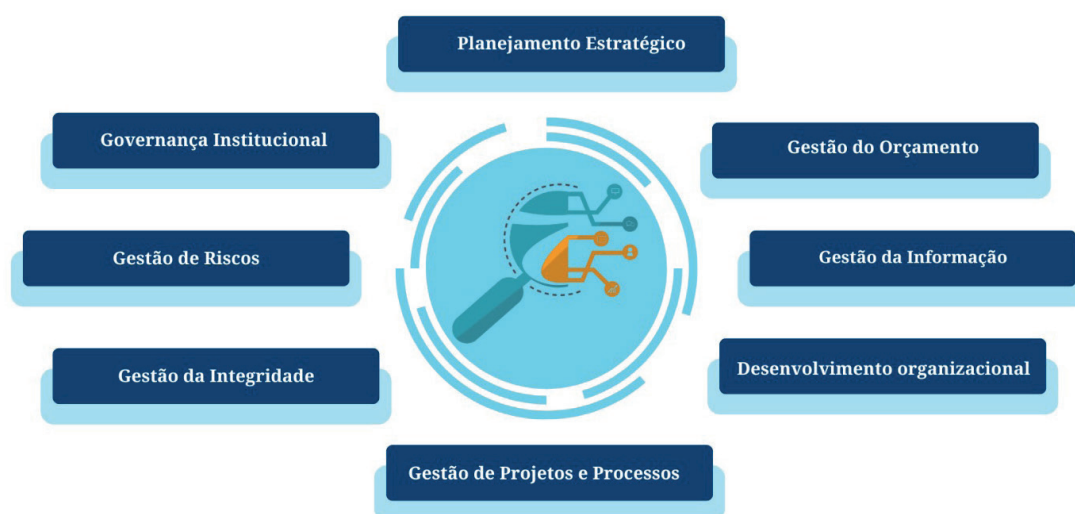 Planejamento Estratégico
Governança Institucional
Gestão do Orçamento
Gestão de Riscos
Gestão da Informação
Gestão da Integridade
Desenvolvimento organizacional
Gestão de Projetos e Processos